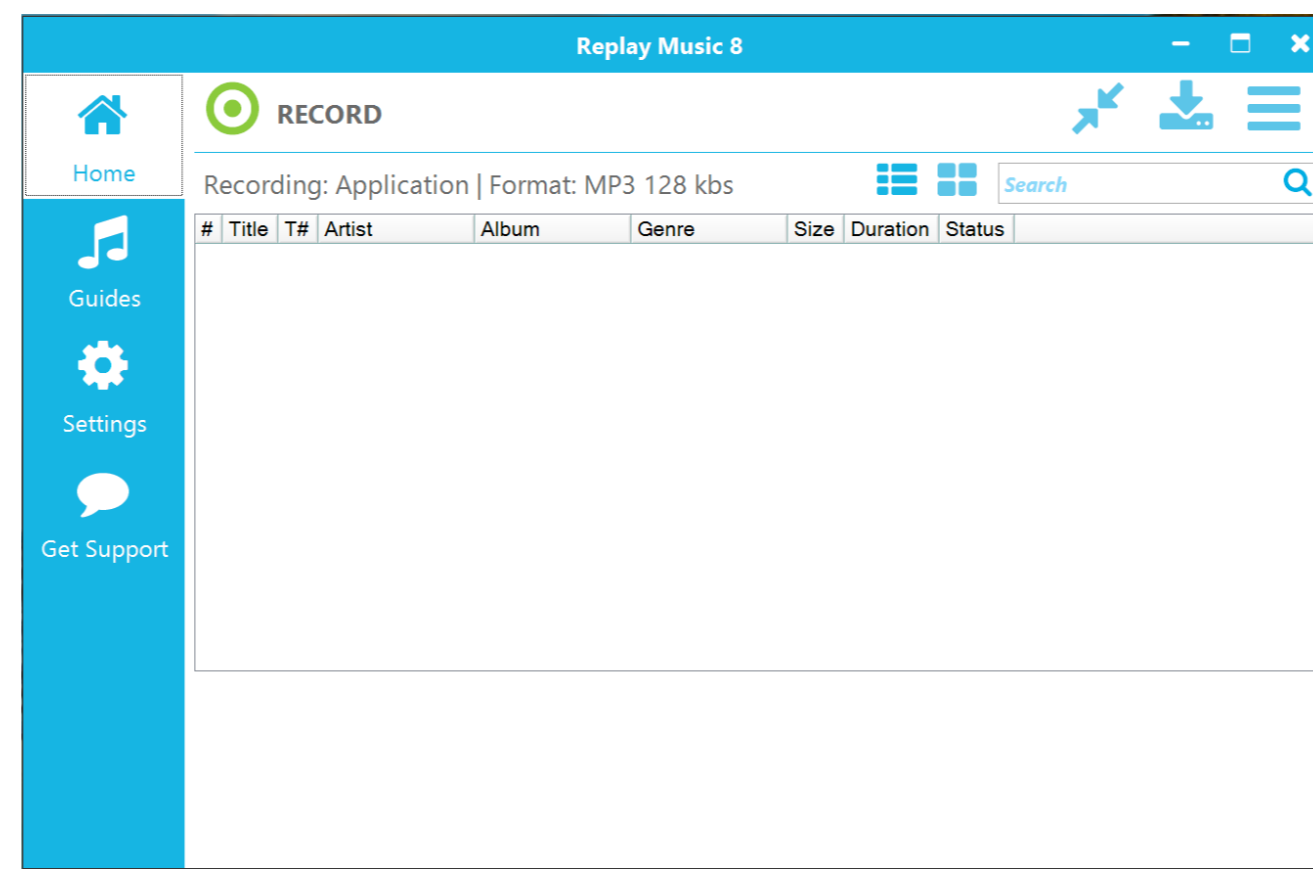 Replay Music 8
Home
RECORD
Recording: Application | Format: MP3 128 kbs
Search
# Title T# Artist Album Genre Size Duration Status
Guides
Settings
Get Support